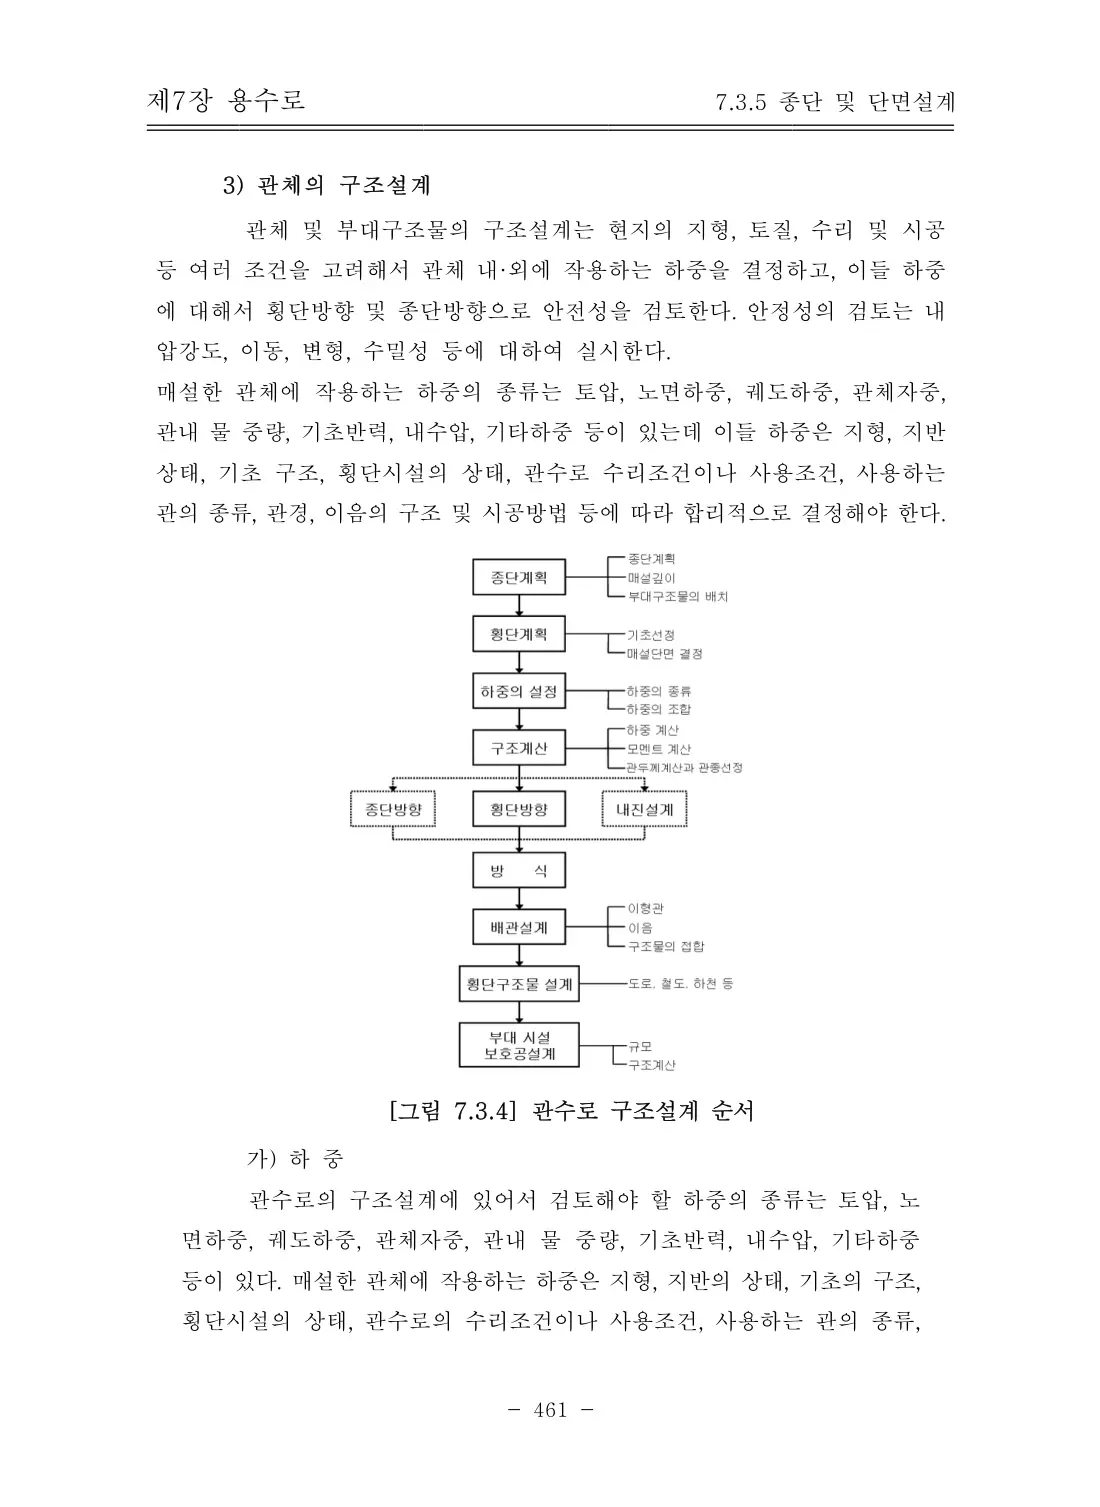 제7장 용수로
7.3.5 종단 및 단면설계
3) 관체의 구조설계
관체 및 부대구조물의 구조설계는 현지의 지형, 토질, 수리 및 시공
등 여러 조건을 고려해서 관체 내·외에 작용하는 하중을 결정하고, 이들 하중
에 대해서 횡단방향 및 종단방향으로 안전성을 검토한다. 안정성의 검토는 내
압강도, 이동, 변형, 수밀성 등에 대하여 실시한다.
매설한 관체에 작용하는 하중의 종류는 토압, 노면하중, 궤도하중, 관체자중,
관내 물 중량, 기초반력, 내수압, 기타하중 등이 있는데 이들 하중은 지형, 지반
상태, 기초 구조, 횡단시설의 상태, 관수로 수리조건이나 사용조건, 사용하는
관의 종류, 관경, 이음의 구조 및 시공방법 등에 따라 합리적으로 결정해야 한다.
종단계획
종단계획
매설깊이
부대구조물의 배치
횡단계획
기초선정
매설단면 결정
하중의 설정
하중의 종류
하중의 조합
구조계산
하중 계산
모멘트 계산
관두께계산과 관종선정
종단방향
횡단방향
내진설계
방 식
배관설계
이형관
이음
구조물의 접합
횡단구조물 설계
도로, 철도, 하천 등
부대 시설
보호공설계
규모
구조계산
[그림 7.3.4] 관수로 구조설계 순서
가) 하 중
관수로의 구조설계에 있어서 검토해야 할 하중의 종류는 토압, 노
면하중, 궤도하중, 관체자중, 관내 물 중량, 기초반력, 내수압, 기타하중
등이 있다. 매설한 관체에 작용하는 하중은 지형, 지반의 상태, 기초의 구조,
횡단시설의 상태, 관수로의 수리조건이나 사용조건, 사용하는 관의 종류,
- 461 -